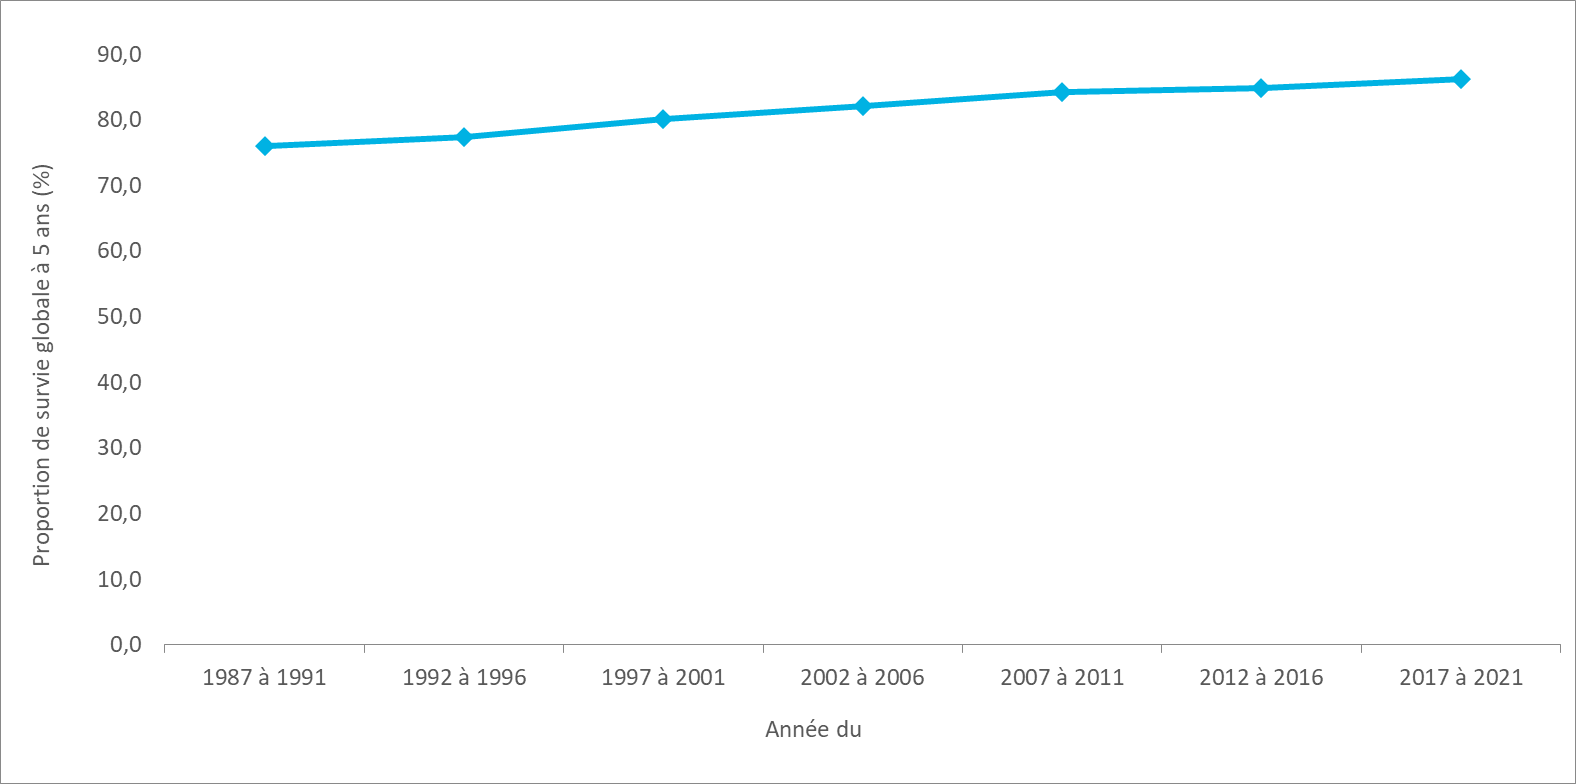 Proportion de survie globale à 5 ans (%)
90,0
80,0
70,0
60,0
50,0
40,0
30,0
20,0
10,0
0,0
1987 à 1991
1992 à 1996
1997 à 2001
2002 à 2006
2007 à 2011
2012 à 2016
2017 à 2021
Année du